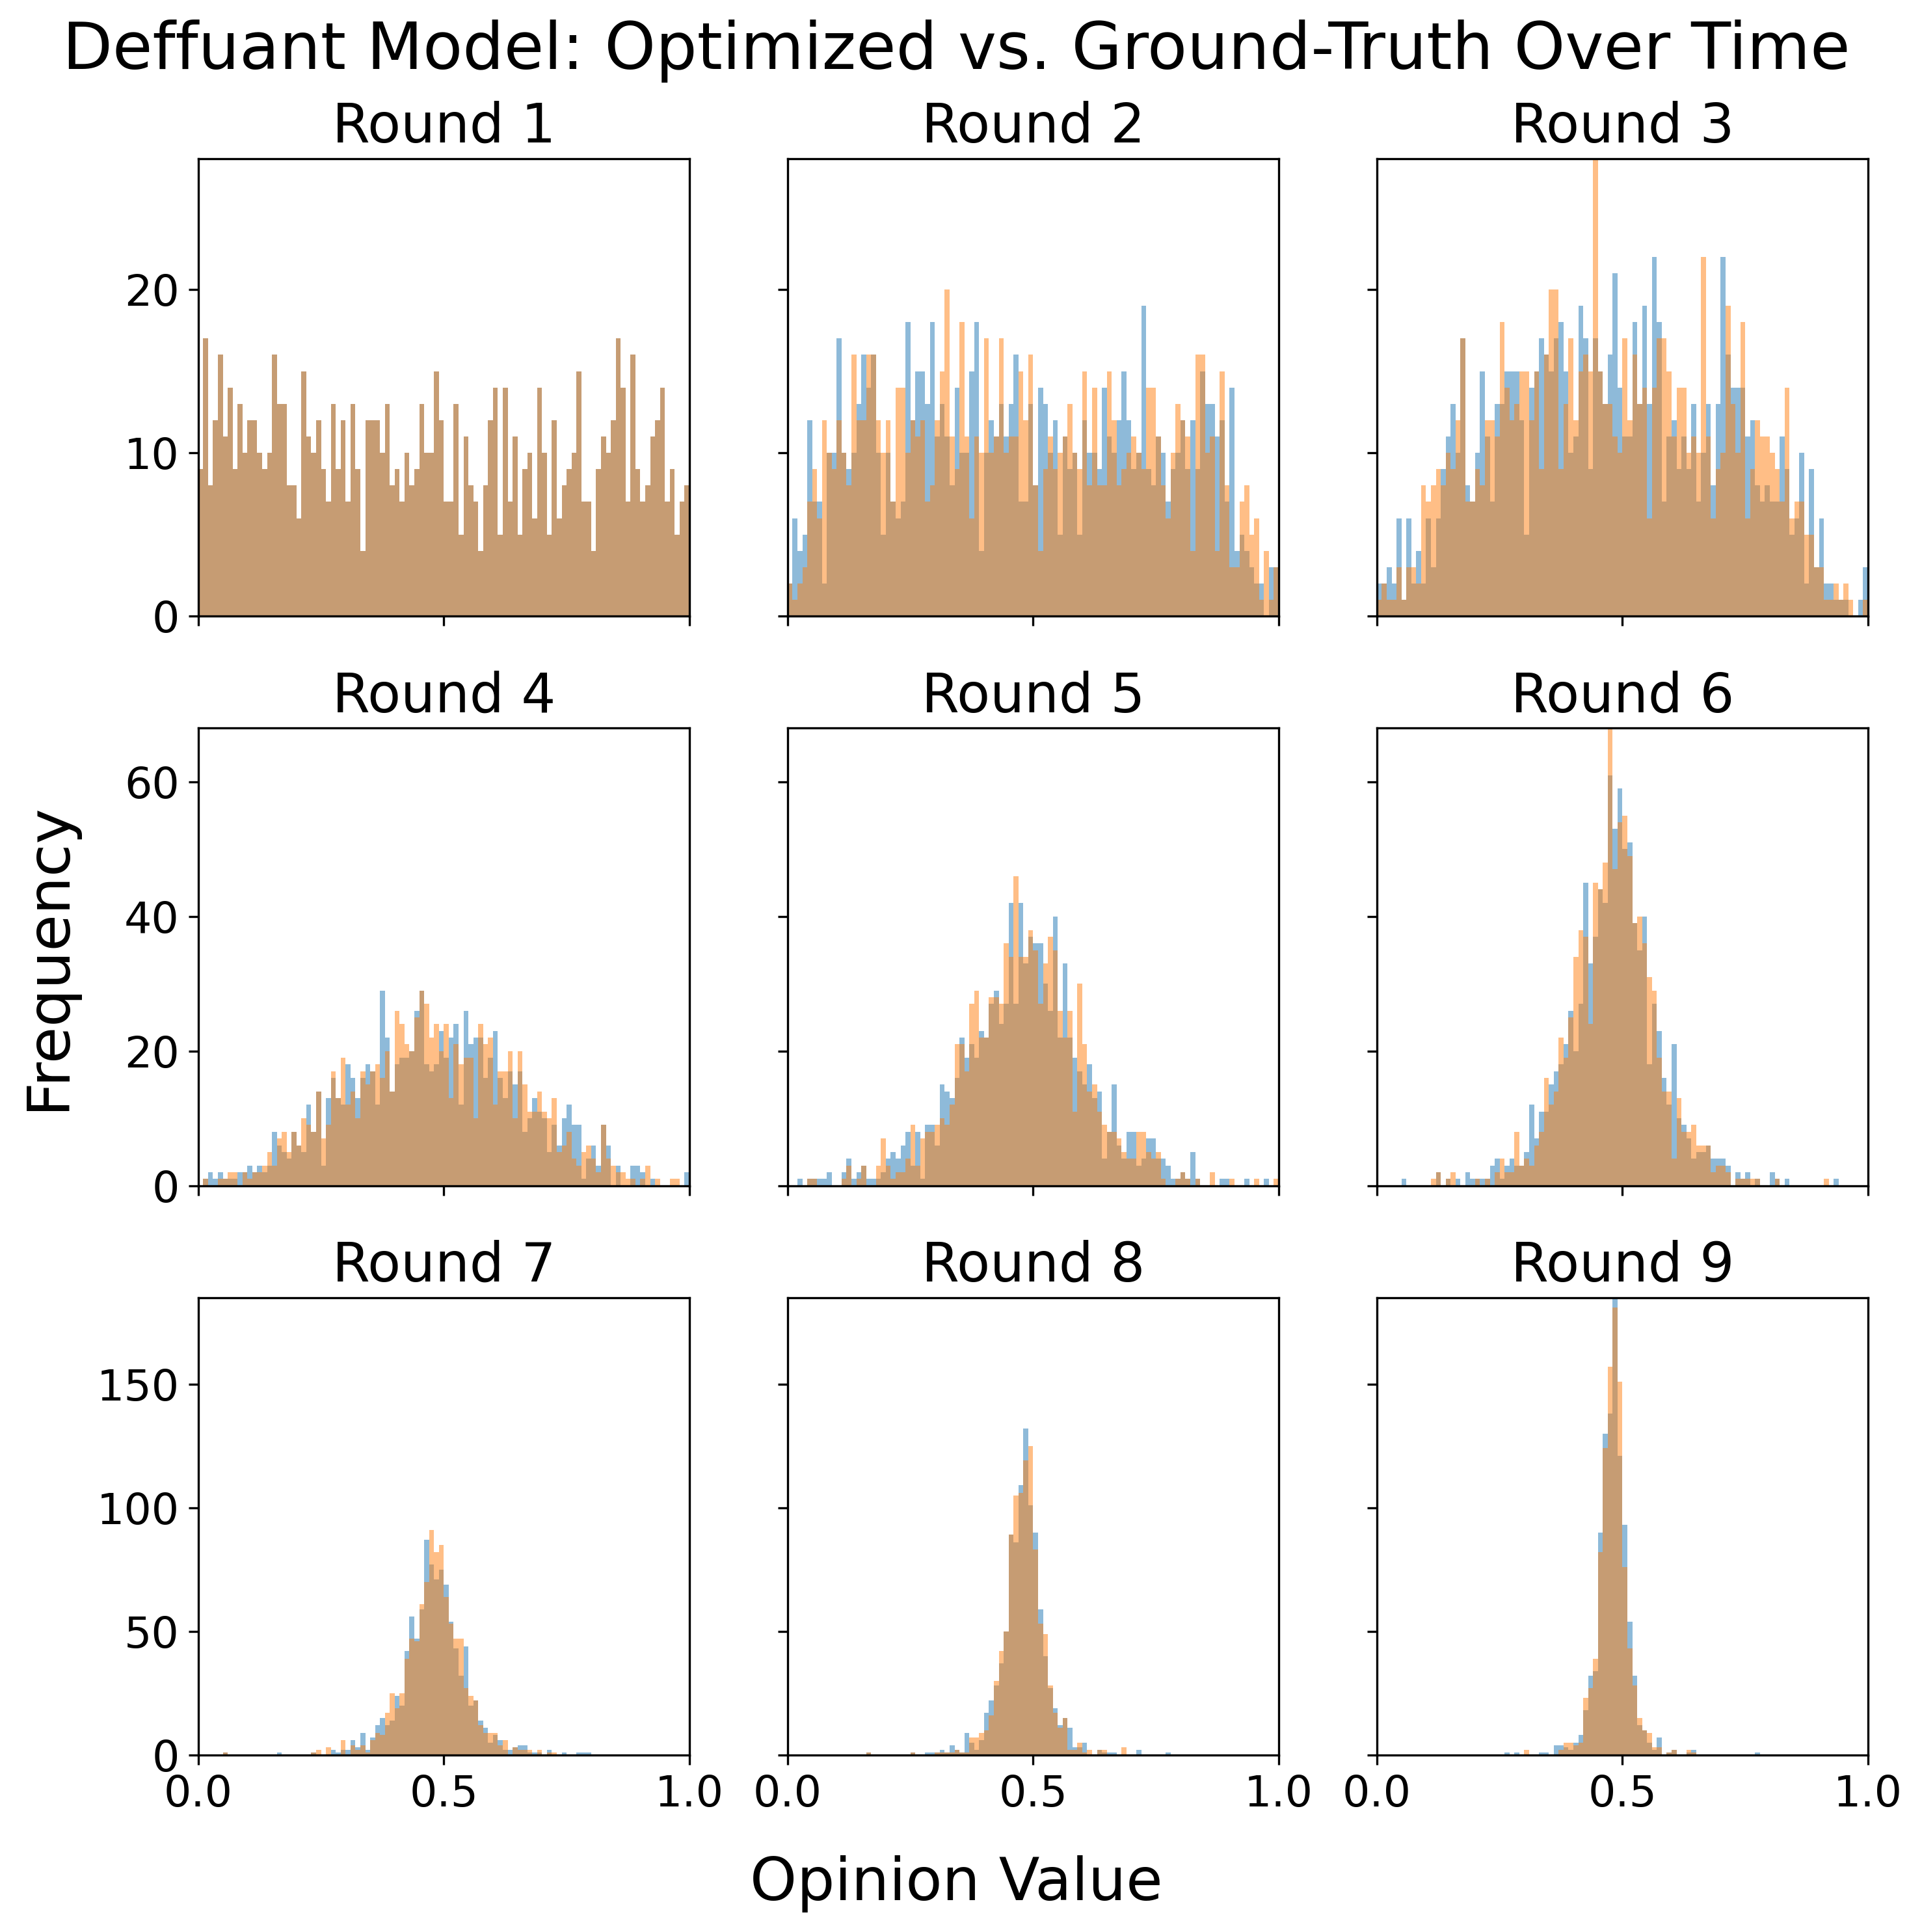 Deffuant Model: Optimized vs. Ground-Truth Over Time
Round 1
Round 2
Round 3
20
10
0
Round 4
Round 5
Round 6
60
40
20
0
Frequency
Round 7
Round 8
Round 9
150
100
50
0
0.0 0.5 1.0 0.0 0.5 1.0 0.0 0.5 1.0
Opinion Value